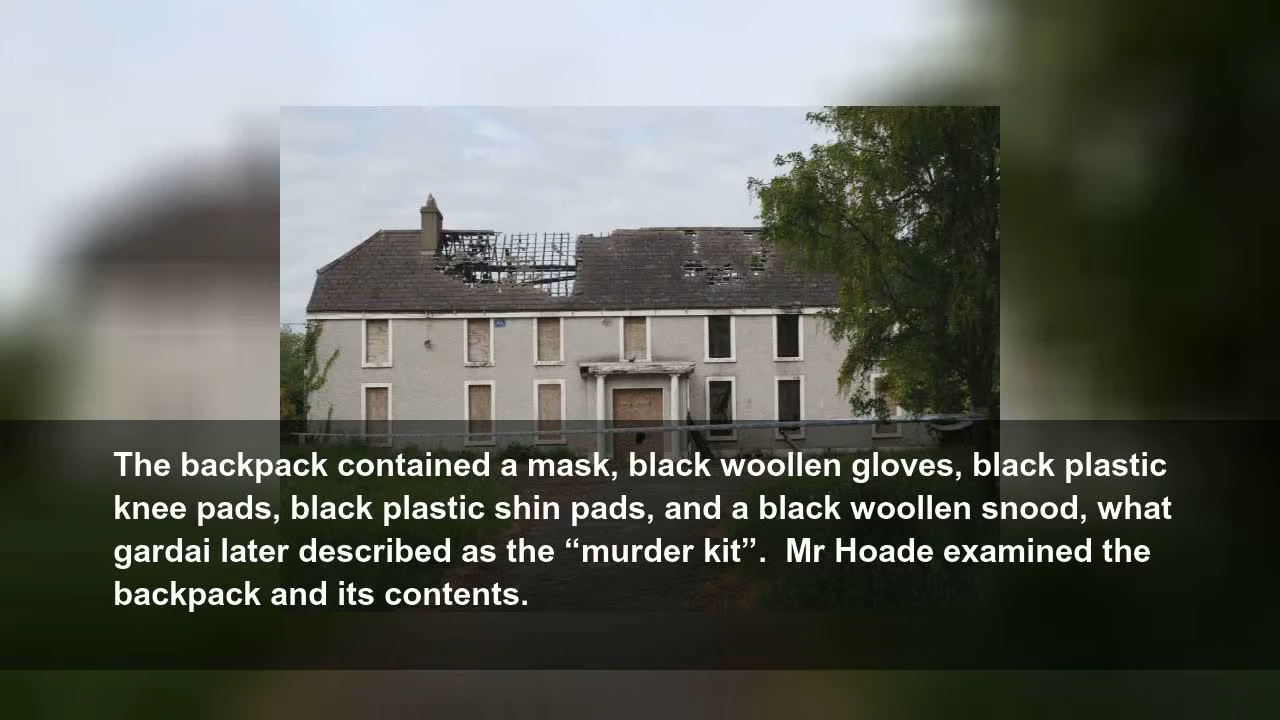 The backpack contained a mask, black woollen gloves, black plastic
knee pads, black plastic shin pads, and a black woollen snood, what
gardai later described as the “murder kit”.  Mr Hoade examined the
backpack and its contents.